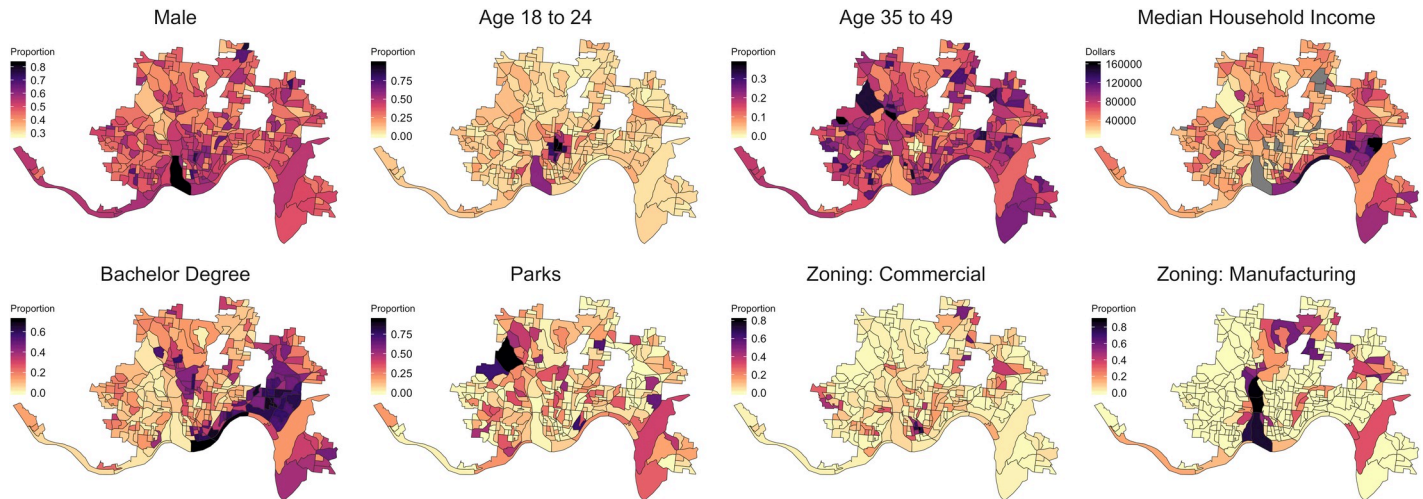 Male
Proportion
0.8
0.7
0.6
0.5
0.4
0.3
Age 18 to 24
Proportion
0.75
0.50
0.25
0.00
Age 35 to 49
Proportion
0.3
0.2
0.1
0.0
Median Household Income
Dollars
160000
120000
80000
40000
Bachelor Degree
Proportion
0.6
0.4
0.2
0.0
Parks
Proportion
0.75
0.50
0.25
0.00
Zoning: Commercial
Proportion
0.8
0.6
0.4
0.2
0.0
Zoning: Manufacturing
Proportion
0.8
0.6
0.4
0.2
0.0